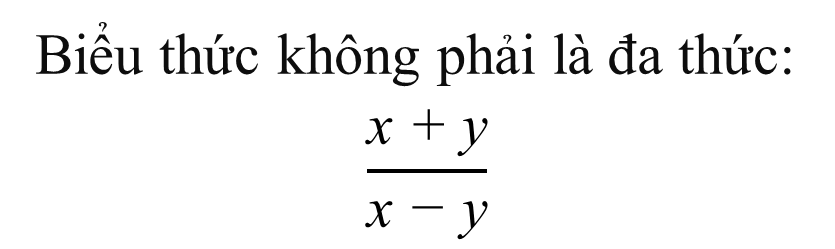 Biểu thức không phải là đa thức:
x + y
x − y